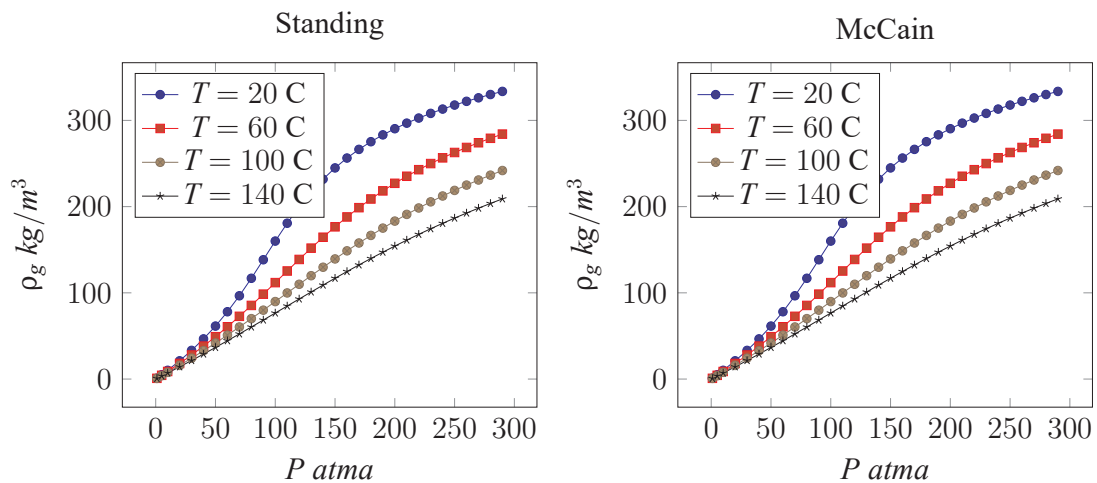 Standing
ρg kg/m³
300
200
100
0
T = 20 C
T = 60 C
T = 100 C
T = 140 C
0 50 100 150 200 250 300
P atma
McCain
ρg kg/m³
300
200
100
0
T = 20 C
T = 60 C
T = 100 C
T = 140 C
0 50 100 150 200 250 300
P atma